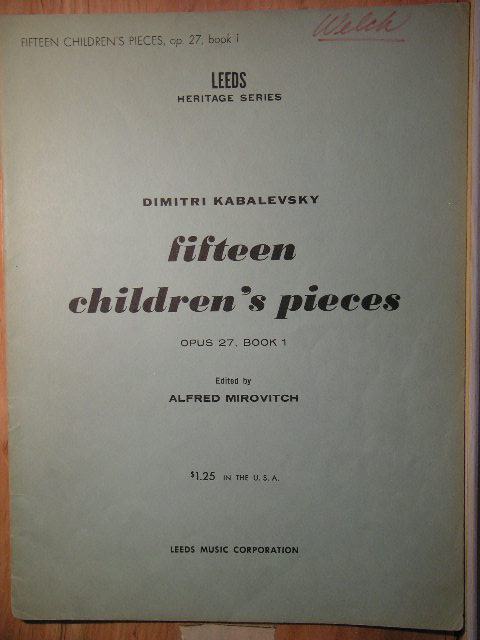 FIFTEEN CHILDREN'S PIECES, op. 27, book i
Welch
LEEDS
HERITAGE SERIES
DIMITRI KABALEVSKY
fifteen
children's pieces
OPUS 27, BOOK 1
Edited by
ALFRED MIROVITCH
$1.25 IN THE U. S. A.
LEEDS MUSIC CORPORATION